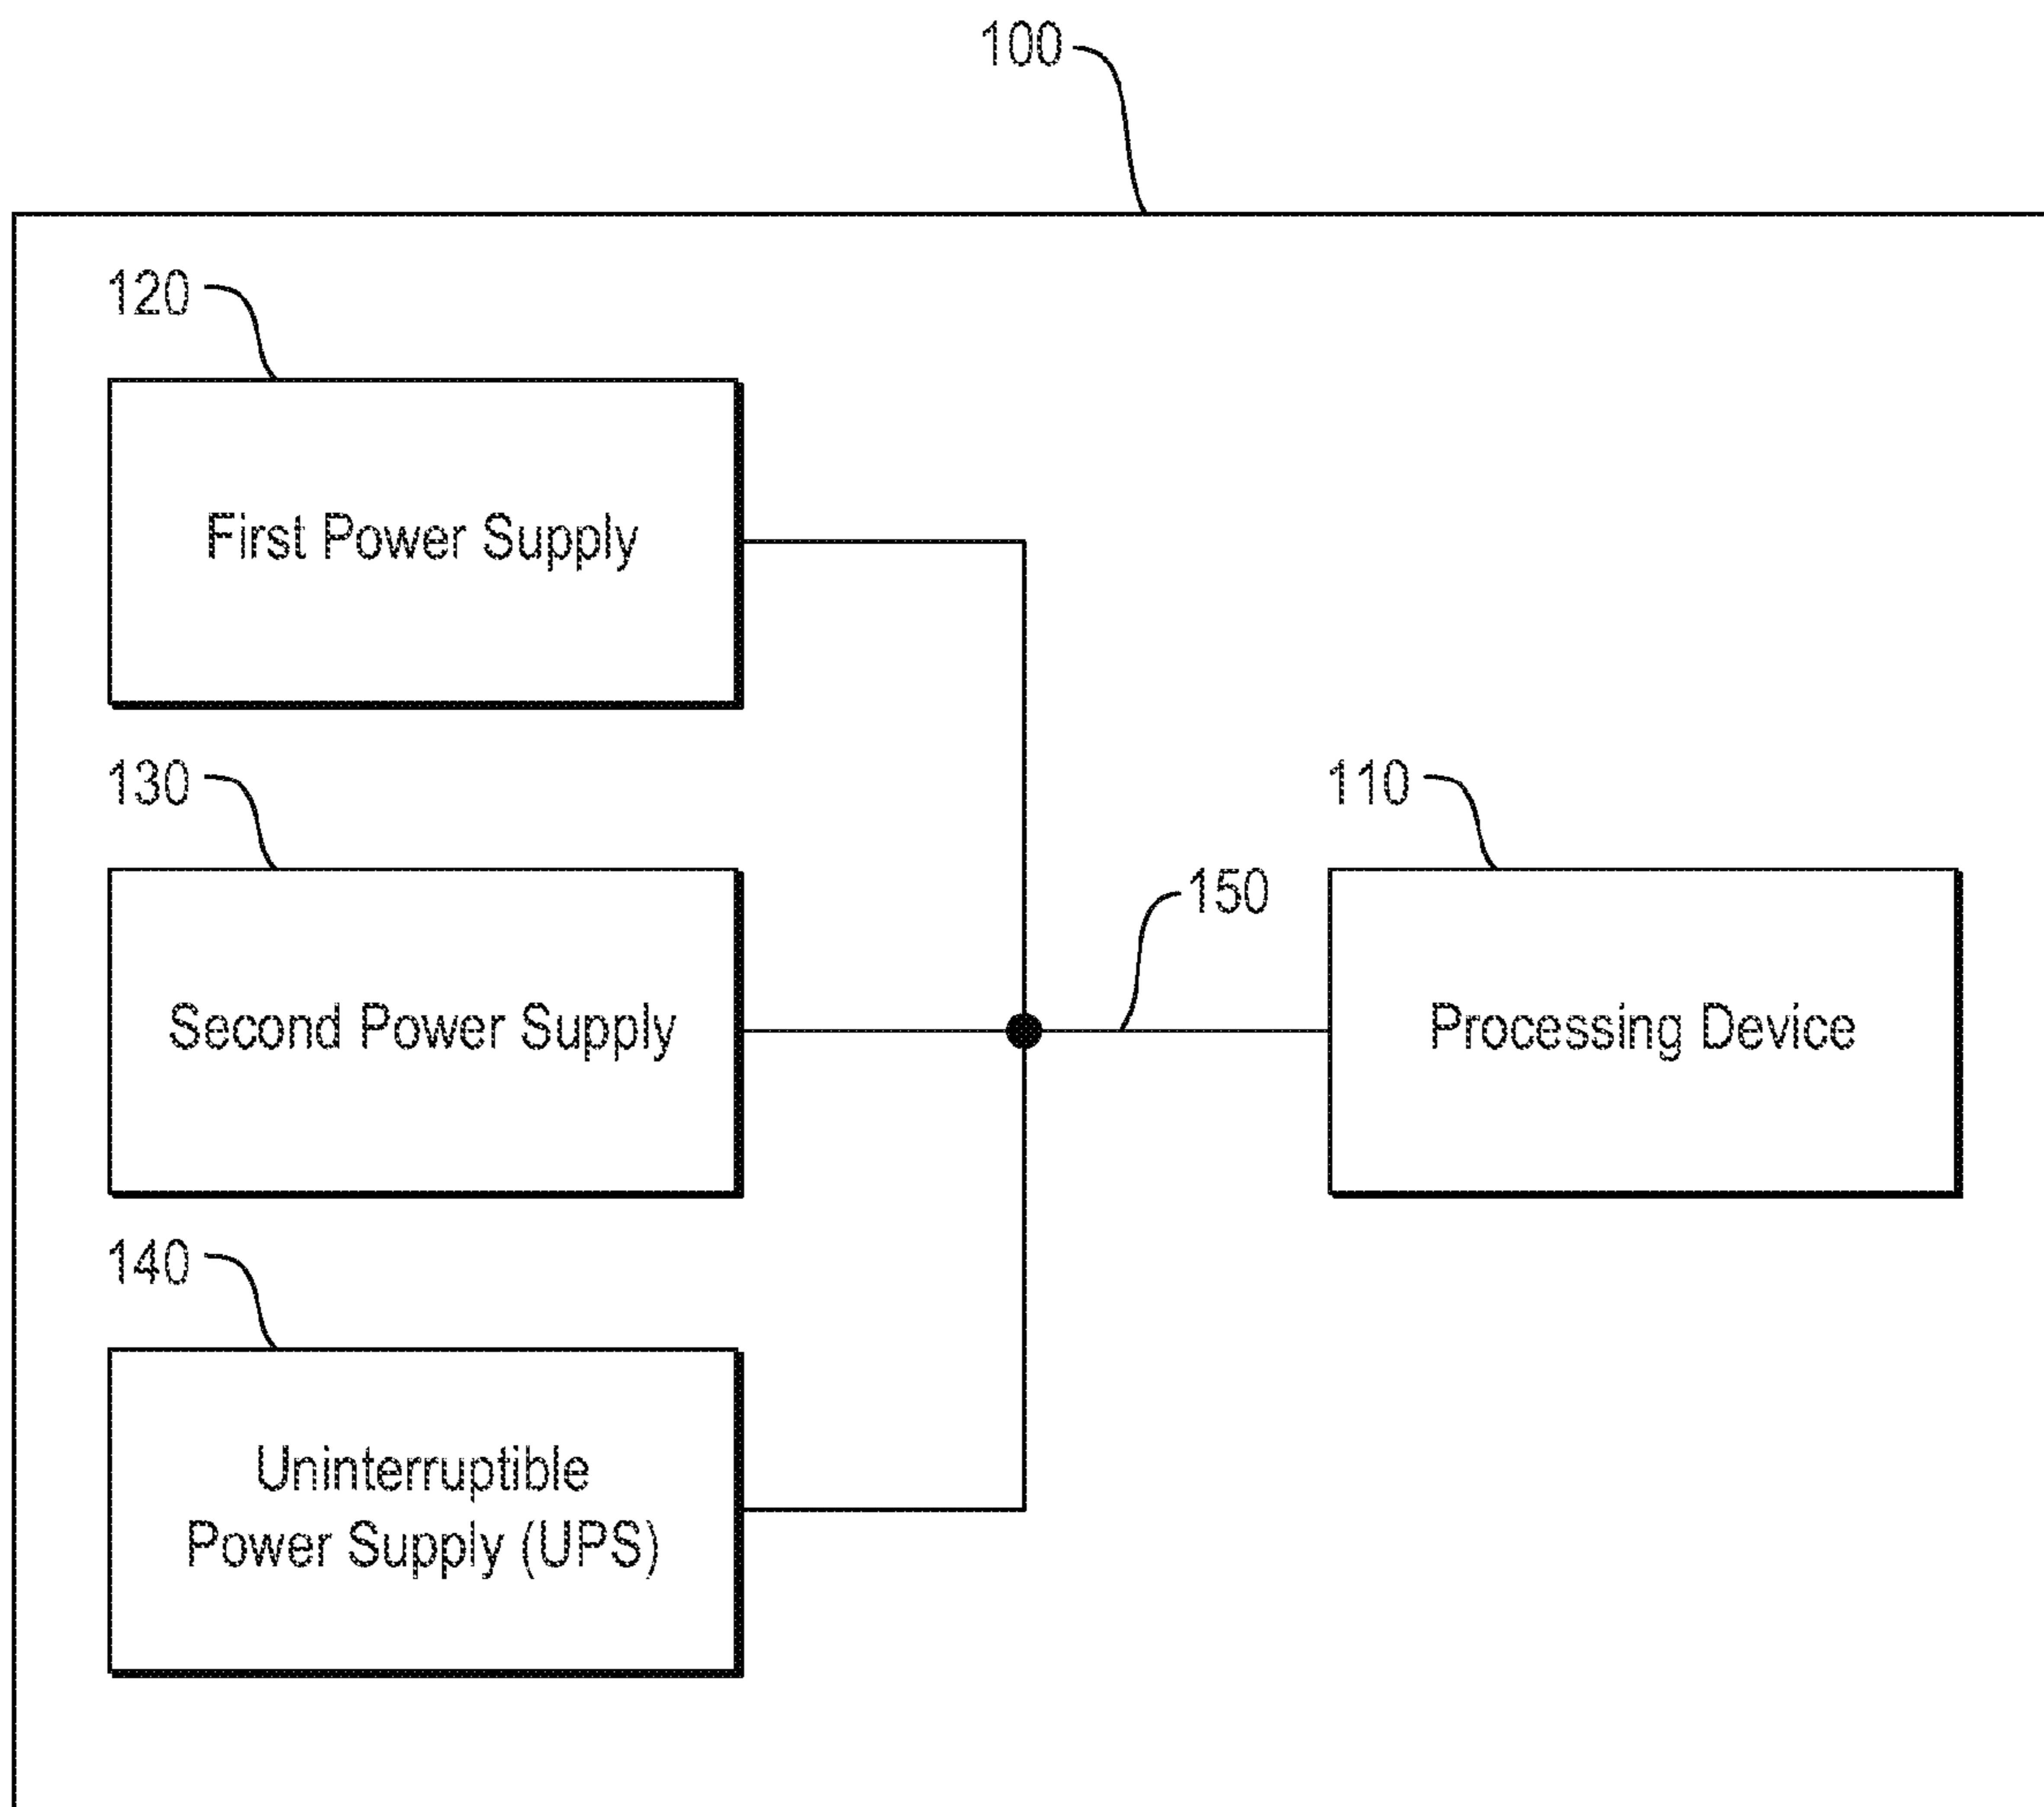 100
120
First Power Supply
130
110
150
Second Power Supply
Processing Device
140
Uninterruptible
Power Supply (UPS)